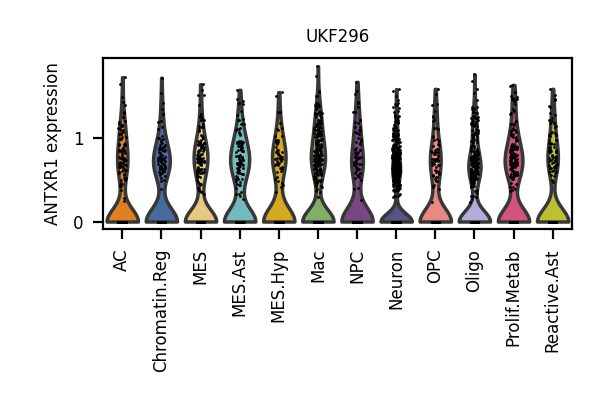 UKF296
ANTXR1 expression
1
0
AC
Chromatin.Reg
MES
MES.Ast
MES.Hyp
Mac
NPC
Neuron
OPC
Oligo
Prolif.Metab
Reactive.Ast